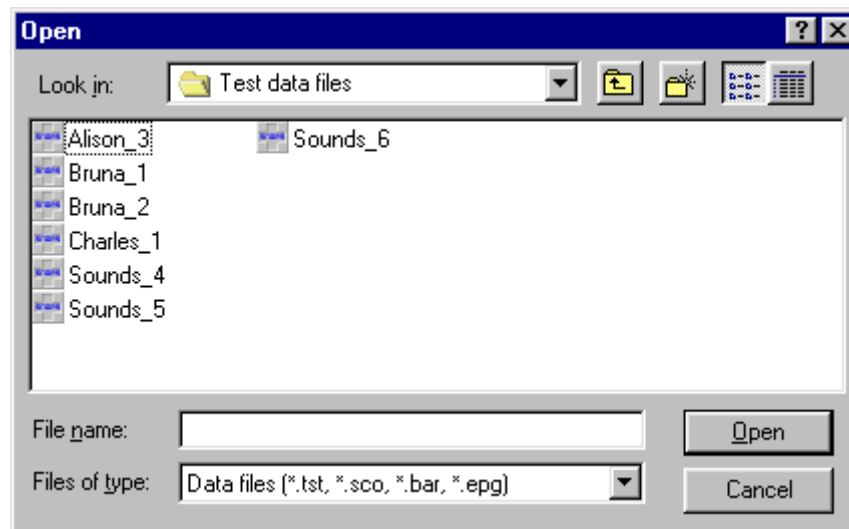 Open
Look in: Test data files
Alison_3 Sounds_6
Bruna_1
Bruna_2
Charles_1
Sounds_4
Sounds_5
File name: Open
Files of type: Data files (*.tst, *.sco, *.bar, *.epg) Cancel